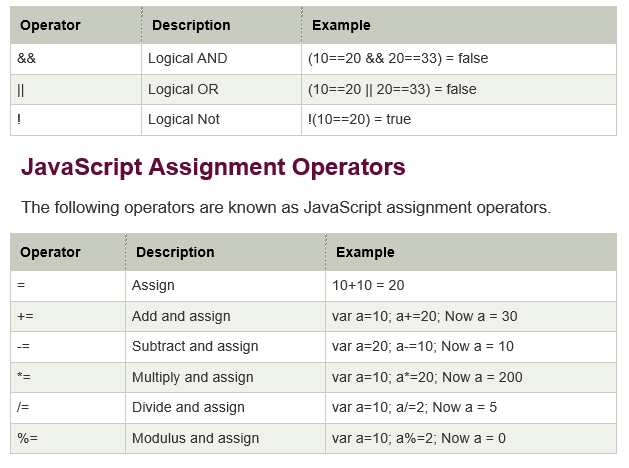 Operator Description Example
&& Logical AND (10==20 && 20==33) = false
|| Logical OR (10==20 || 20==33) = false
! Logical Not !(10==20) = true
JavaScript Assignment Operators
The following operators are known as JavaScript assignment operators.
Operator Description Example
= Assign 10+10 = 20
+= Add and assign var a=10; a+=20; Now a = 30
-= Subtract and assign var a=20; a-=10; Now a = 10
*= Multiply and assign var a=10; a*=20; Now a = 200
/= Divide and assign var a=10; a/=2; Now a = 5
%= Modulus and assign var a=10; a%=2; Now a = 0